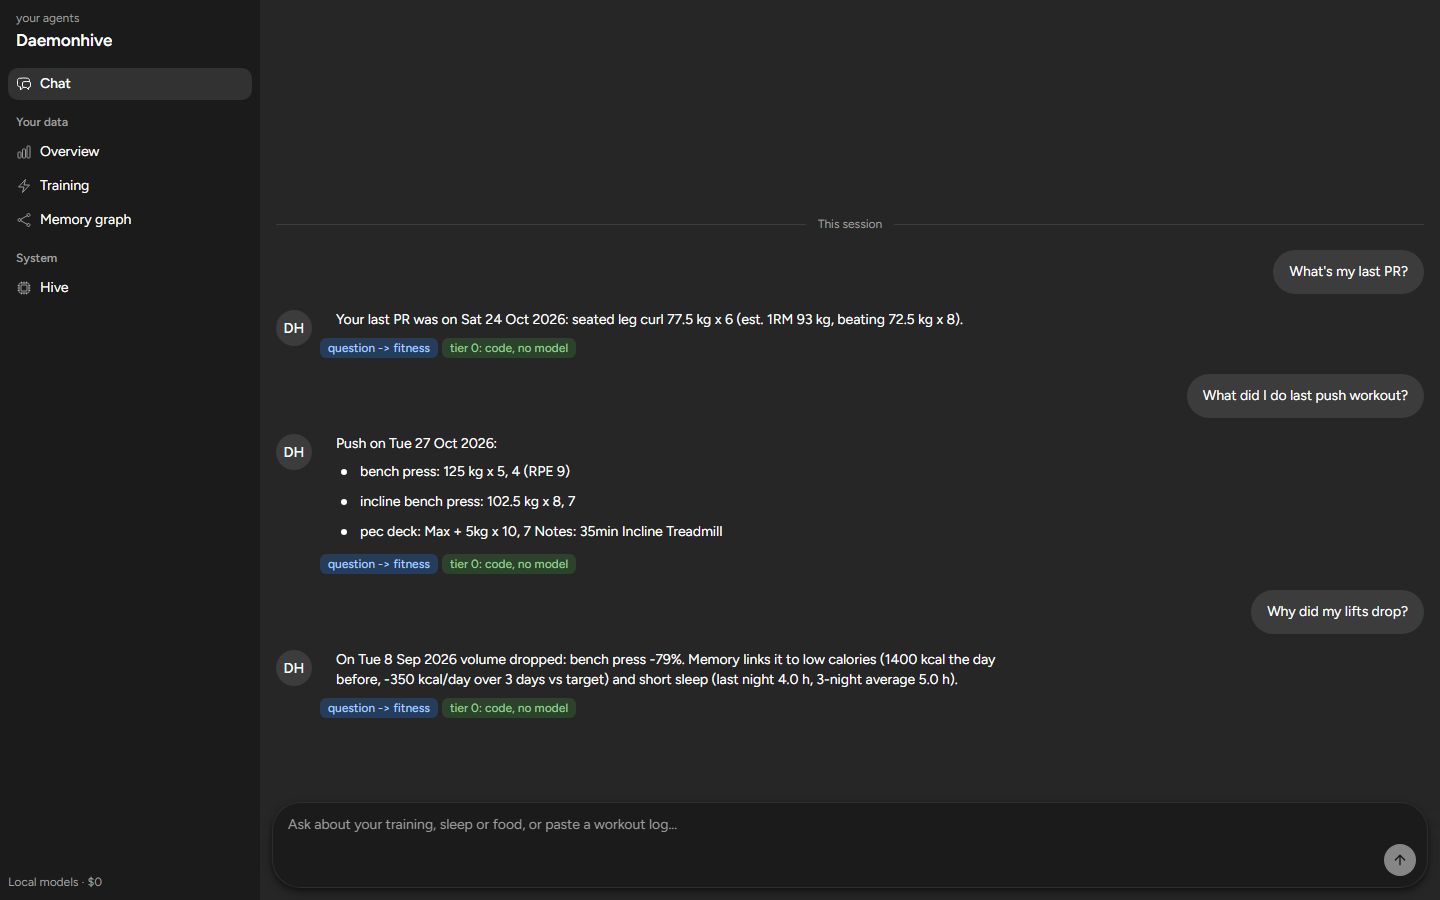 your agents
Daemonhive
Chat
Your data
Overview
Training
Memory graph
System
Hive
Local models · $0
This session
What's my last PR?
DH
Your last PR was on Sat 24 Oct 2026: seated leg curl 77.5 kg x 6 (est. 1RM 93 kg, beating 72.5 kg x 8).
question -> fitness tier 0: code, no model
What did I do last push workout?
DH
Push on Tue 27 Oct 2026:
• bench press: 125 kg x 5, 4 (RPE 9)
• incline bench press: 102.5 kg x 8, 7
• pec deck: Max + 5kg x 10, 7 Notes: 35min Incline Treadmill
question -> fitness tier 0: code, no model
Why did my lifts drop?
DH
On Tue 8 Sep 2026 volume dropped: bench press -79%. Memory links it to low calories (1400 kcal the day
before, -350 kcal/day over 3 days vs target) and short sleep (last night 4.0 h, 3-night average 5.0 h).
question -> fitness tier 0: code, no model
Ask about your training, sleep or food, or paste a workout log...